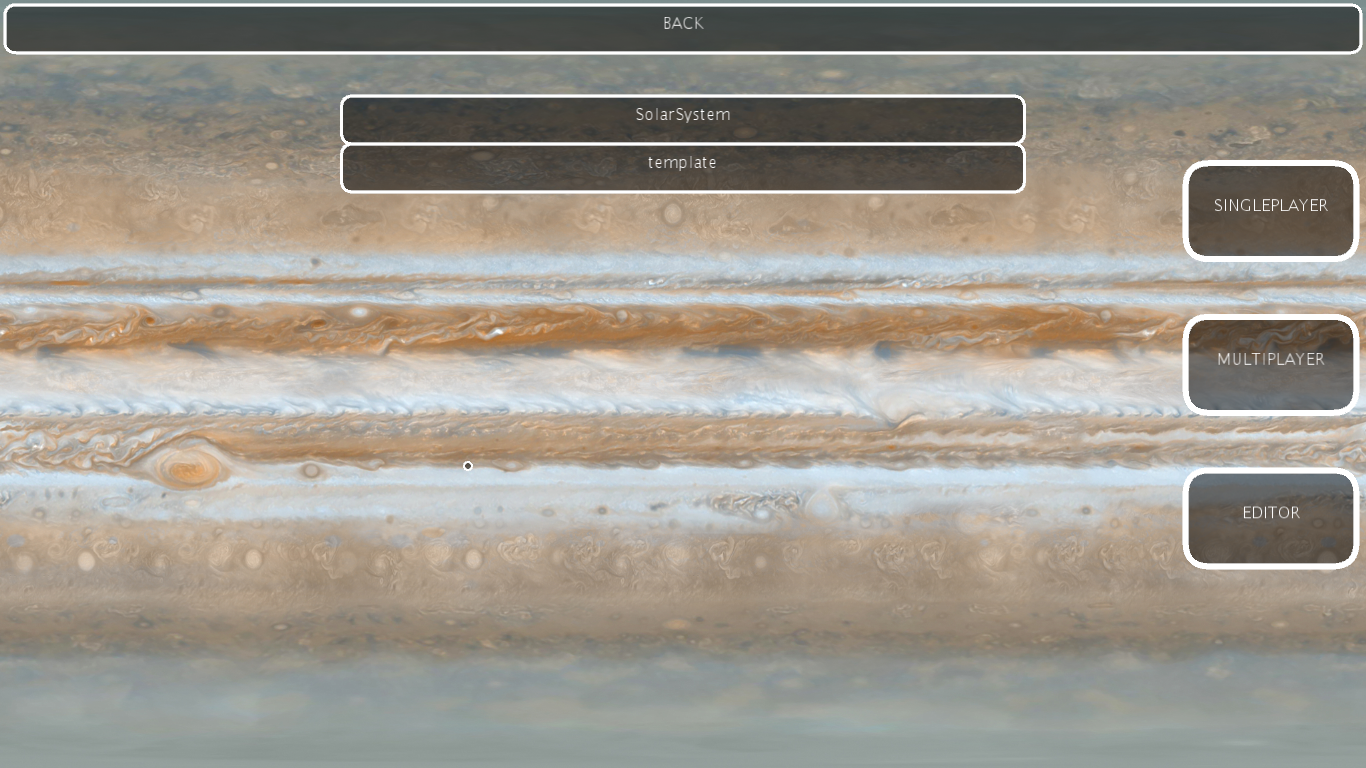 BACK
SolarSystem
template
SINGLEPLAYER
MULTIPLAYER
EDITOR